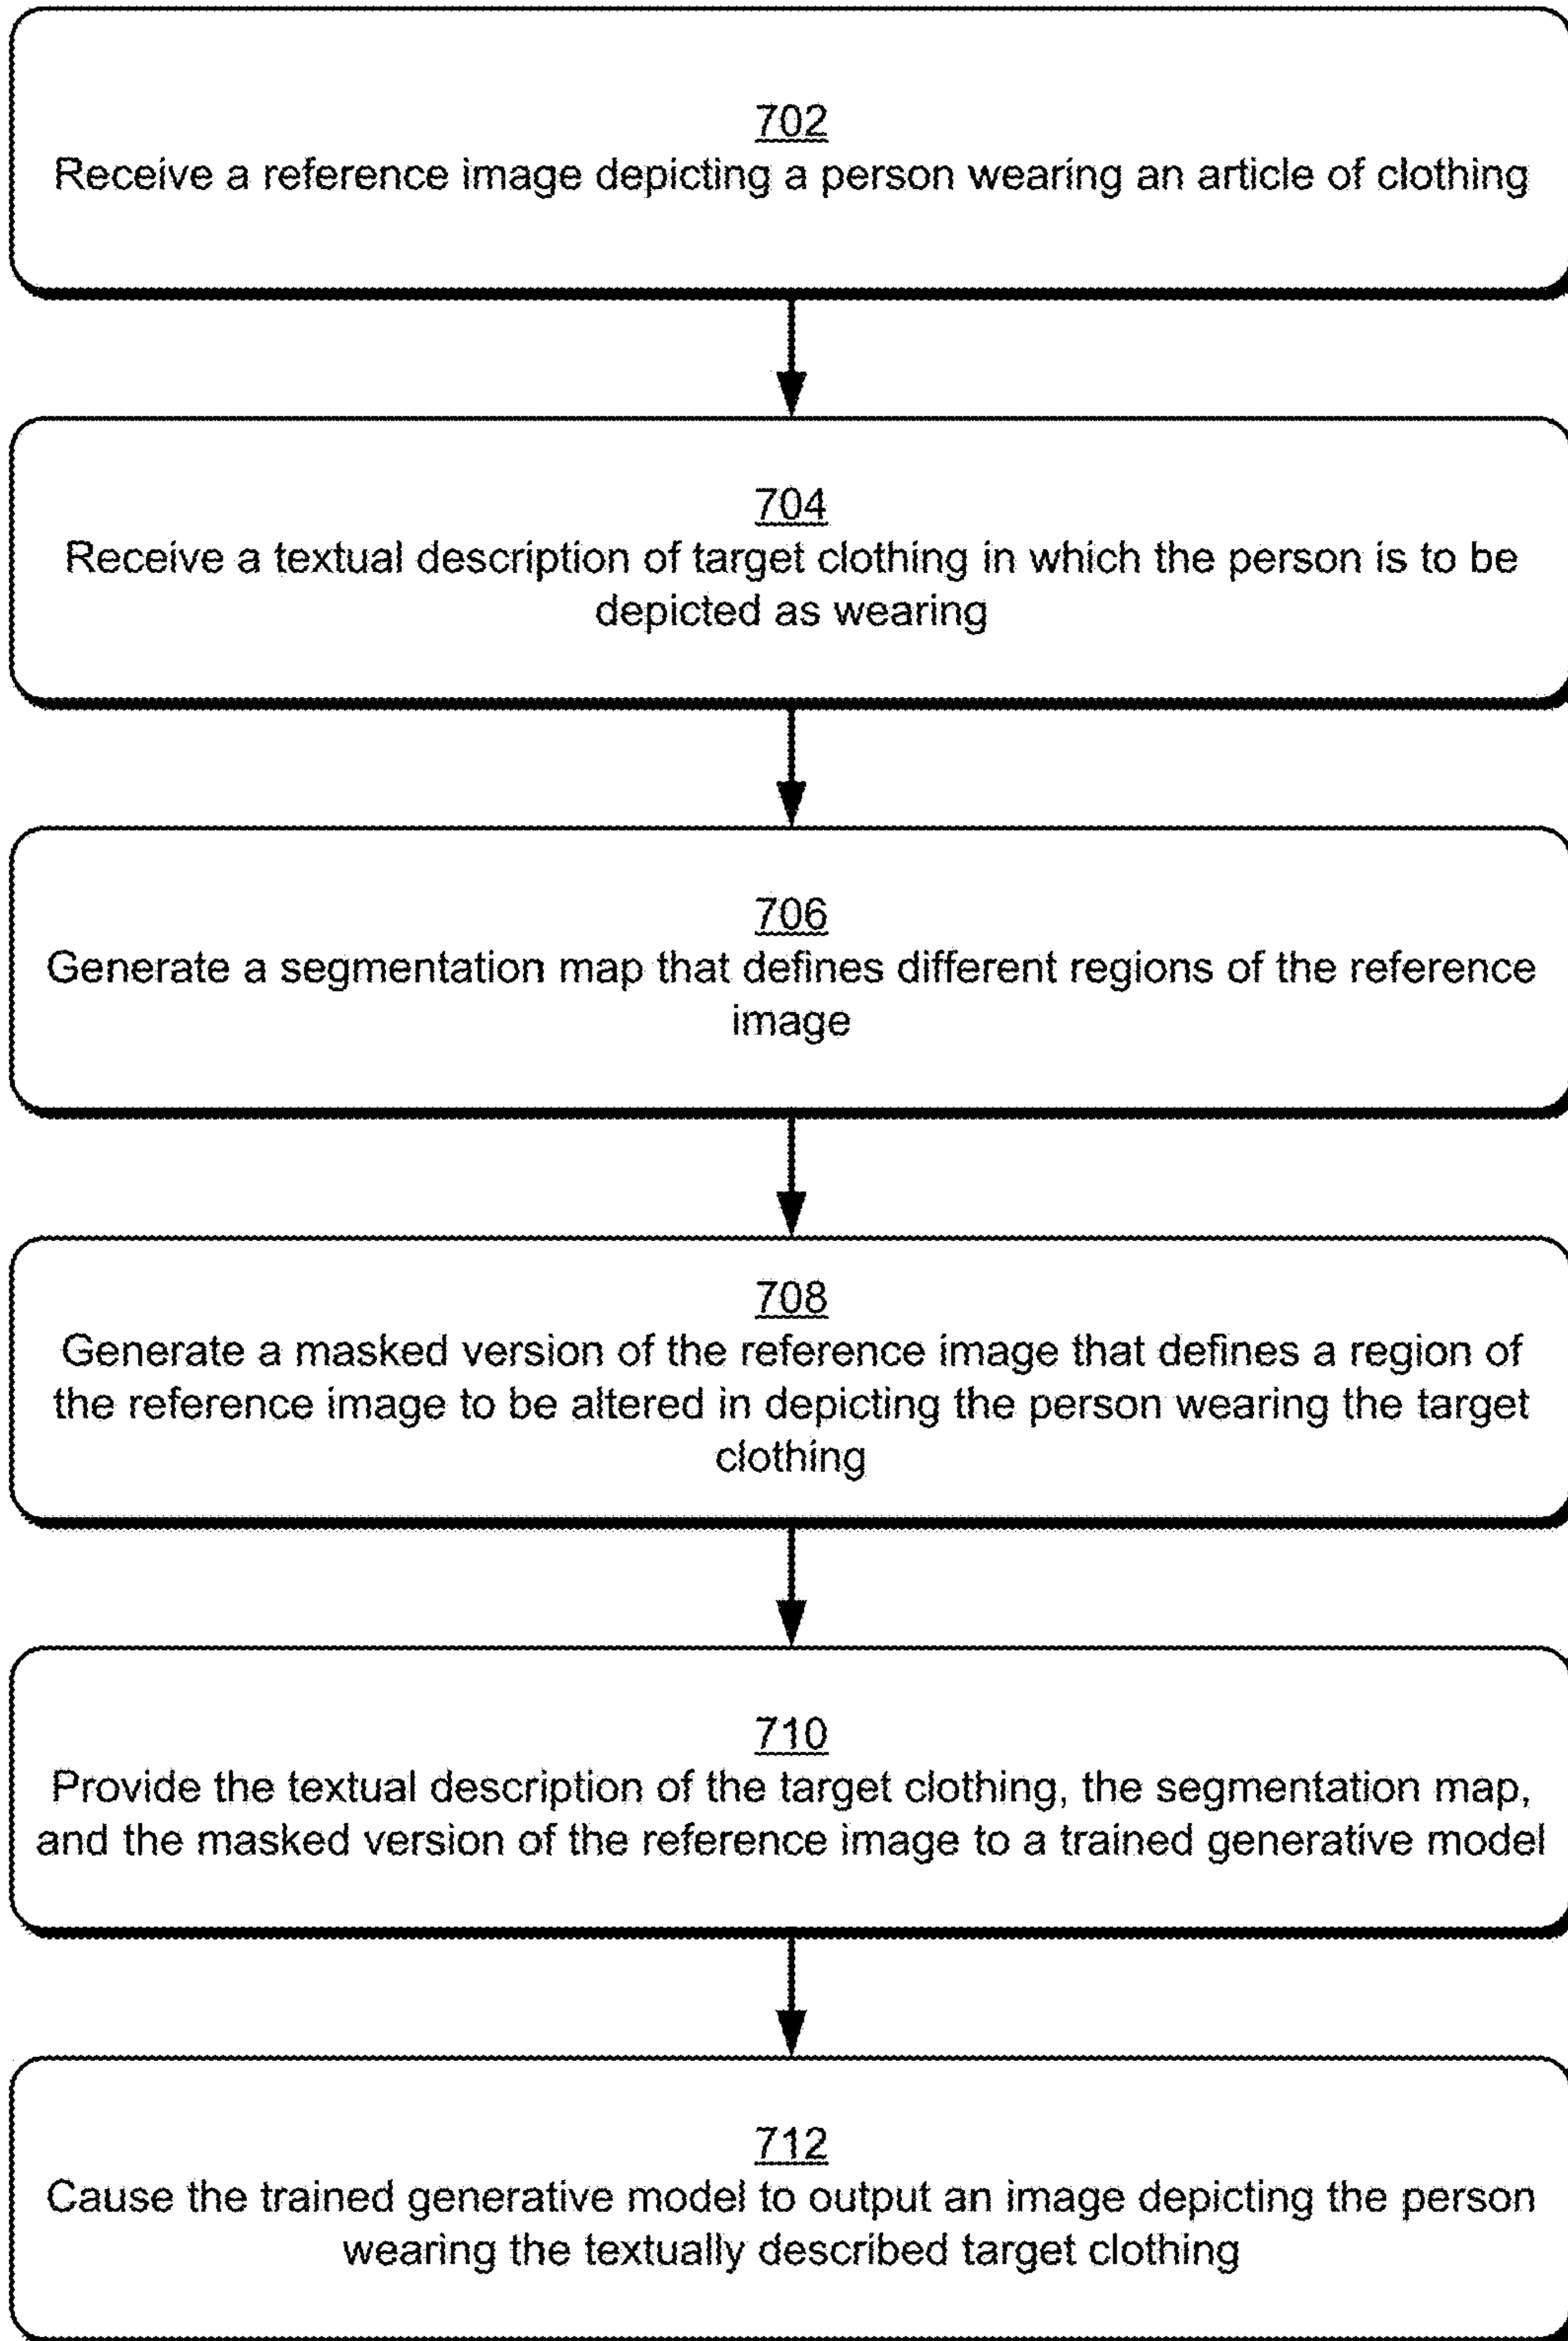 702
Receive a reference image depicting a person wearing an article of clothing
704
Receive a textual description of target clothing in which the person is to be
depicted as wearing
706
Generate a segmentation map that defines different regions of the reference
image
708
Generate a masked version of the reference image that defines a region of
the reference image to be altered in depicting the person wearing the target
clothing
710
Provide the textual description of the target clothing, the segmentation map,
and the masked version of the reference image to a trained generative model
712
Cause the trained generative model to output an image depicting the person
wearing the textually described target clothing